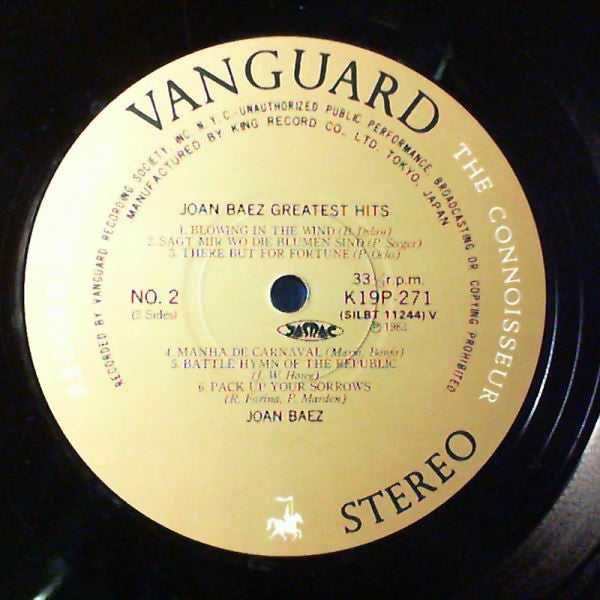 VANGUARD
THE CONNOISSEUR
STEREO
RECORDED BY VANGUARD RECORDING SOCIETY, INC. N.Y.C.-UNAUTHORIZED PUBLIC PERFORMANCE, BROADCASTING OR COPYING PROHIBITED
MANUFACTURED BY KING RECORD CO., LTD. TOKYO, JAPAN
JOAN BAEZ GREATEST HITS
1. BLOWING IN THE WIND (B. Dylan)
2. SAGT MIR WO DIE BLUMEN SIND (P. Seeger)
3. THERE BUT FOR FORTUNE (P. Ochs)
33⅓ r.p.m.
NO. 2
K19P-271
(2 Sides)
(SILBT 11244) V
JASRAC
Ⓟ 1982
4. MANHA DE CARNAVAL (Maria, Bonfa)
5. BATTLE HYMN OF THE REPUBLIC
(J. W. Howe)
6. PACK UP YOUR SORROWS
(R. Farina, P. Marden)
JOAN BAEZ